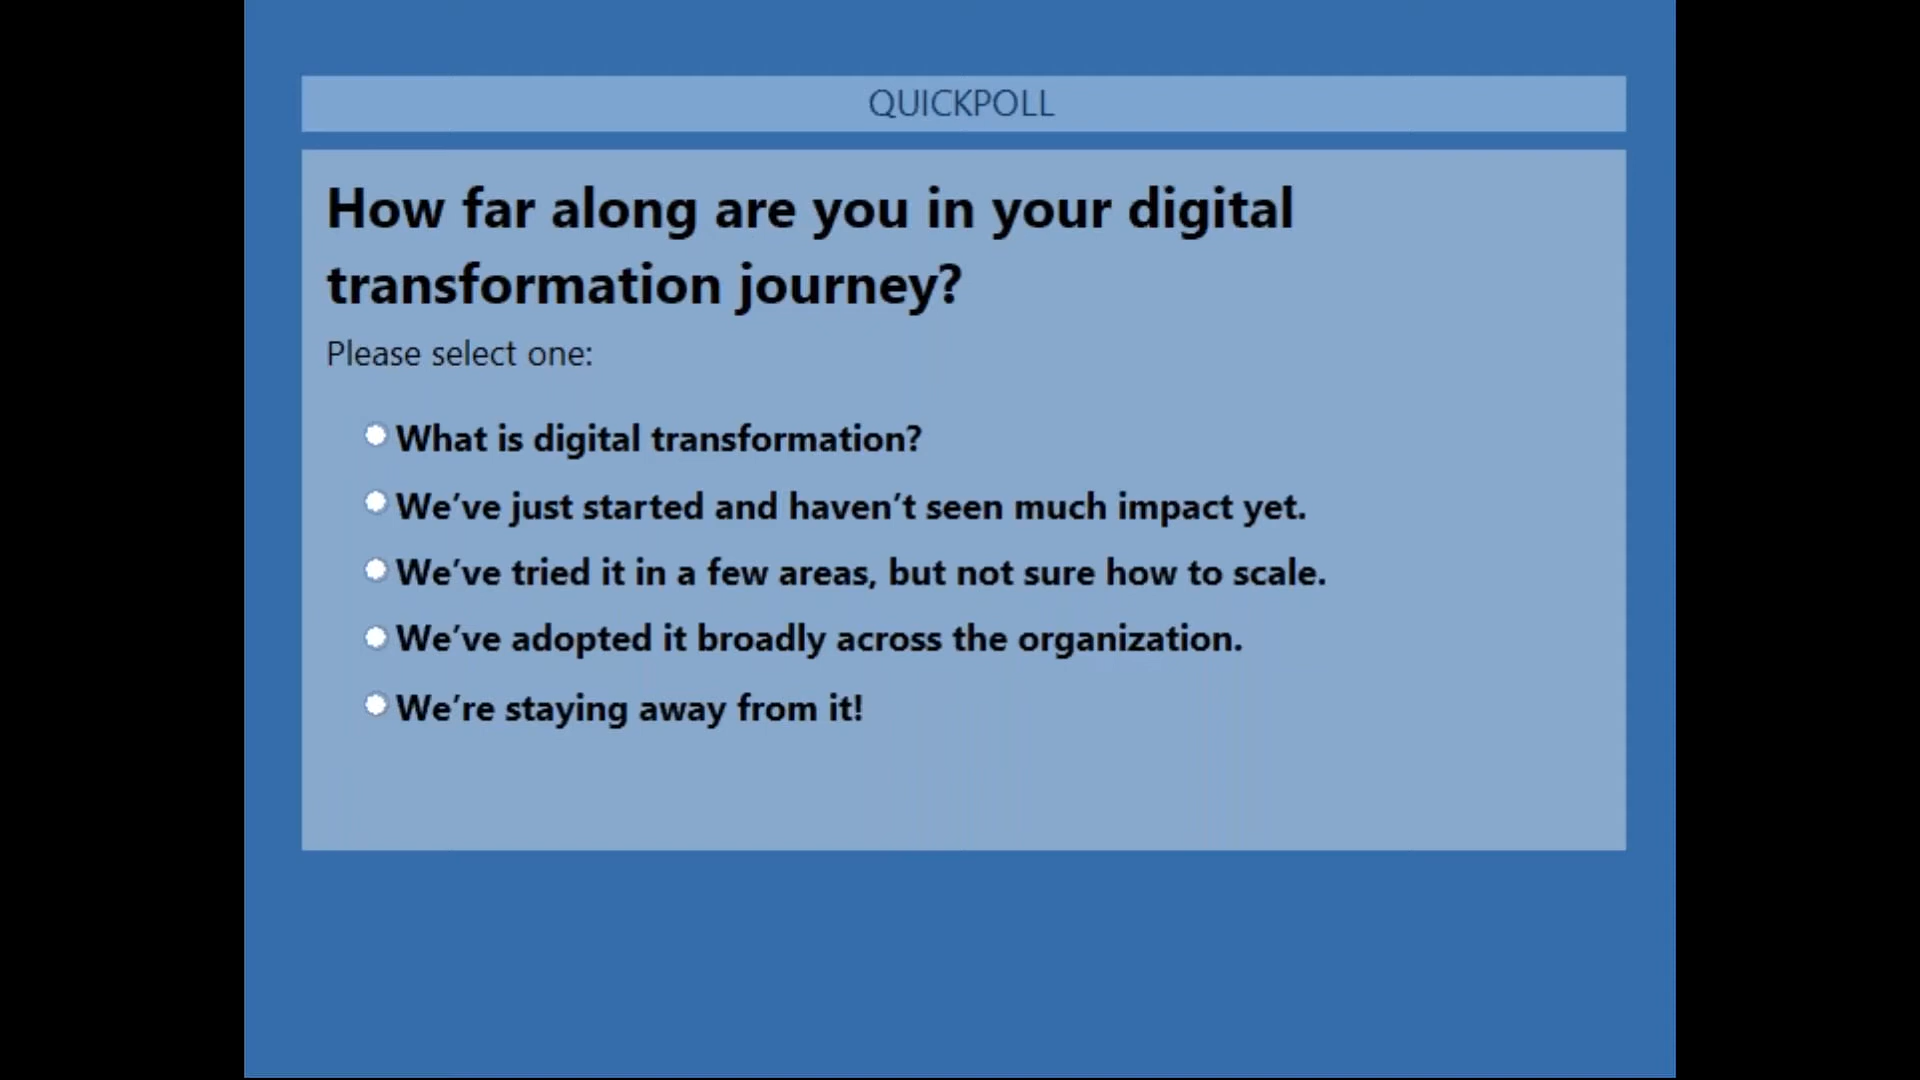 QUICKPOLL
How far along are you in your digital
transformation journey?
Please select one:
What is digital transformation?
We’ve just started and haven’t seen much impact yet.
We’ve tried it in a few areas, but not sure how to scale.
We’ve adopted it broadly across the organization.
We’re staying away from it!